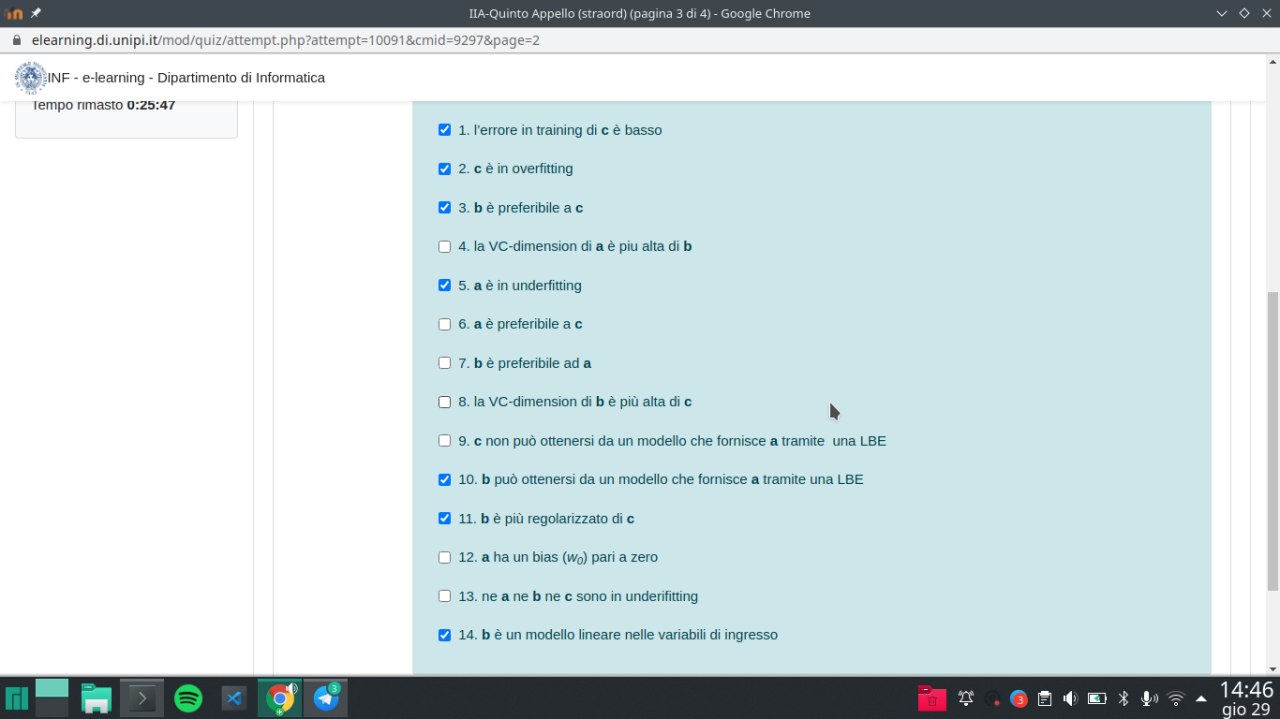 IIA-Quinto Appello (straord) (pagina 3 di 4) - Google Chrome
elearning.di.unipi.it/mod/quiz/attempt.php?attempt=10091&cmid=9297&page=2
INF - e-learning - Dipartimento di Informatica
Tempo rimasto 0:25:47
1. l'errore in training di c è basso
2. c è in overfitting
3. b è preferibile a c
4. la VC-dimension di a è piu alta di b
5. a è in underfitting
6. a è preferibile a c
7. b è preferibile ad a
8. la VC-dimension di b è più alta di c
9. c non può ottenersi da un modello che fornisce a tramite una LBE
10. b può ottenersi da un modello che fornisce a tramite una LBE
11. b è più regolarizzato di c
12. a ha un bias (w0) pari a zero
13. ne a ne b ne c sono in underifitting
14. b è un modello lineare nelle variabili di ingresso
3
3
14:46
gio 29